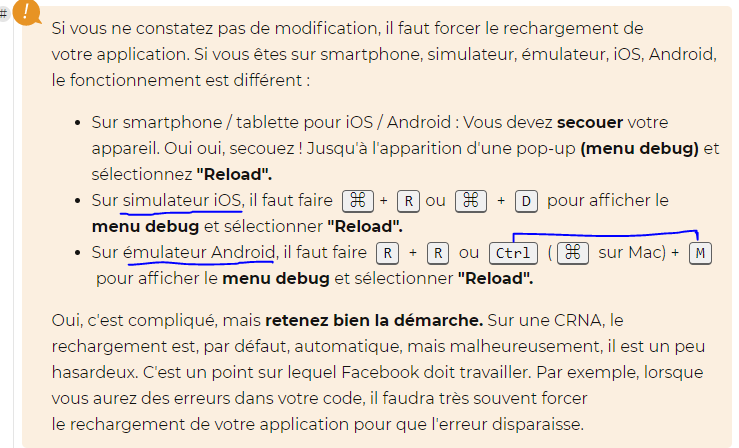 #
!
Si vous ne constatez pas de modification, il faut forcer le rechargement de
votre application. Si vous êtes sur smartphone, simulateur, émulateur, iOS, Android,
le fonctionnement est différent :
• Sur smartphone / tablette pour iOS / Android : Vous devez secouer votre
appareil. Oui oui, secouez ! Jusqu'à l'apparition d'une pop-up (menu debug) et
sélectionnez "Reload".
• Sur simulateur iOS, il faut faire ⌘ + R ou ⌘ + D pour afficher le
menu debug et sélectionner "Reload".
• Sur émulateur Android, il faut faire R + R ou Ctrl (⌘ sur Mac) + M
pour afficher le menu debug et sélectionner "Reload".
Oui, c'est compliqué, mais retenez bien la démarche. Sur une CRNA, le
rechargement est, par défaut, automatique, mais malheureusement, il est un peu
hasardeux. C'est un point sur lequel Facebook doit travailler. Par exemple, lorsque
vous aurez des erreurs dans votre code, il faudra très souvent forcer
le rechargement de votre application pour que l'erreur disparaisse.